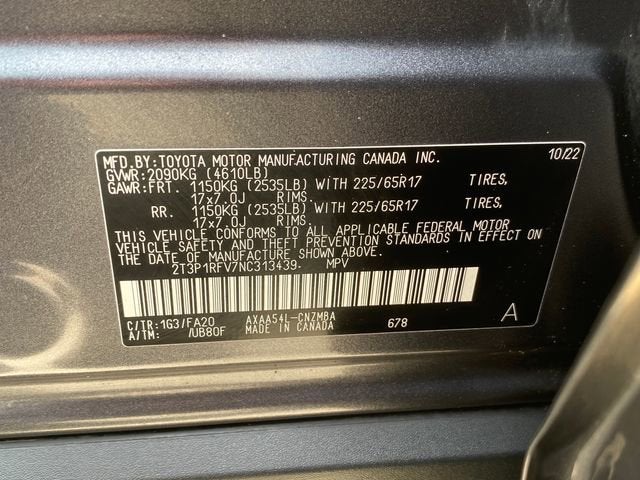 MFD.BY:TOYOTA MOTOR MANUFACTURING CANADA INC. 10/22
GVWR:2090KG (4610LB)
GAWR:FRT. 1150KG (2535LB) WITH 225/65R17 TIRES,
17x7.0J RIMS.
RR. 1150KG (2535LB) WITH 225/65R17 TIRES,
17x7.0J RIMS.
THIS VEHICLE CONFORMS TO ALL APPLICABLE FEDERAL MOTOR
VEHICLE SAFETY AND THEFT PREVENTION STANDARDS IN EFFECT ON
THE DATE OF MANUFACTURE SHOWN ABOVE.
2T3P1RFV7NC313439. MPV
C/TR:1G3/FA20 AXAA54L-CNZMBA 678 A
A/TM: /UB80F MADE IN CANADA